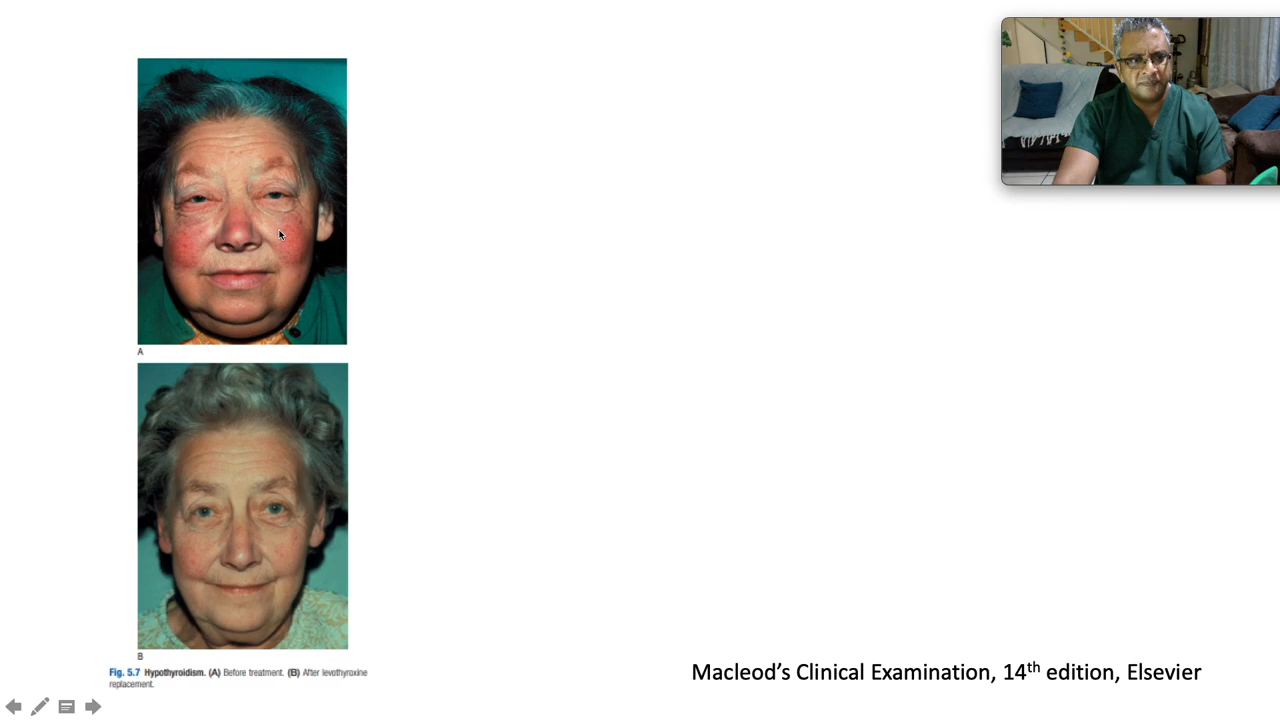 A
B
Fig. 5.7 Hypothyroidism. (A) Before treatment. (B) After levothyroxine
replacement.
Macleod’s Clinical Examination, 14th edition, Elsevier